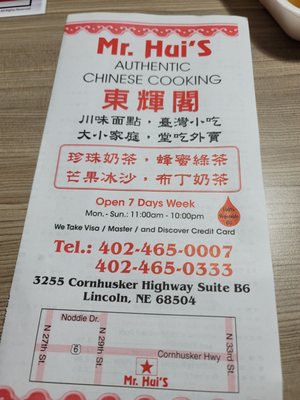 Mr. Hui'S
AUTHENTIC
CHINESE COOKING
東輝閣
川味面點，臺灣小吃
大小家庭，堂吃外賣
珍珠奶茶，蜂蜜綠茶
芒果冰沙，布丁奶茶
Open 7 Days Week
Mon. - Sun.: 11:00am - 10:00pm
We Take Visa / Master / and Discover Credit Card
Tel.: 402-465-0007
402-465-0333
3255 Cornhusker Highway Suite B6
Lincoln, NE 68504
Noddle Dr.
N 27th St.
6
N 29th St.
Cornhusker Hwy
N 33rd St.
Mr. Hui'S